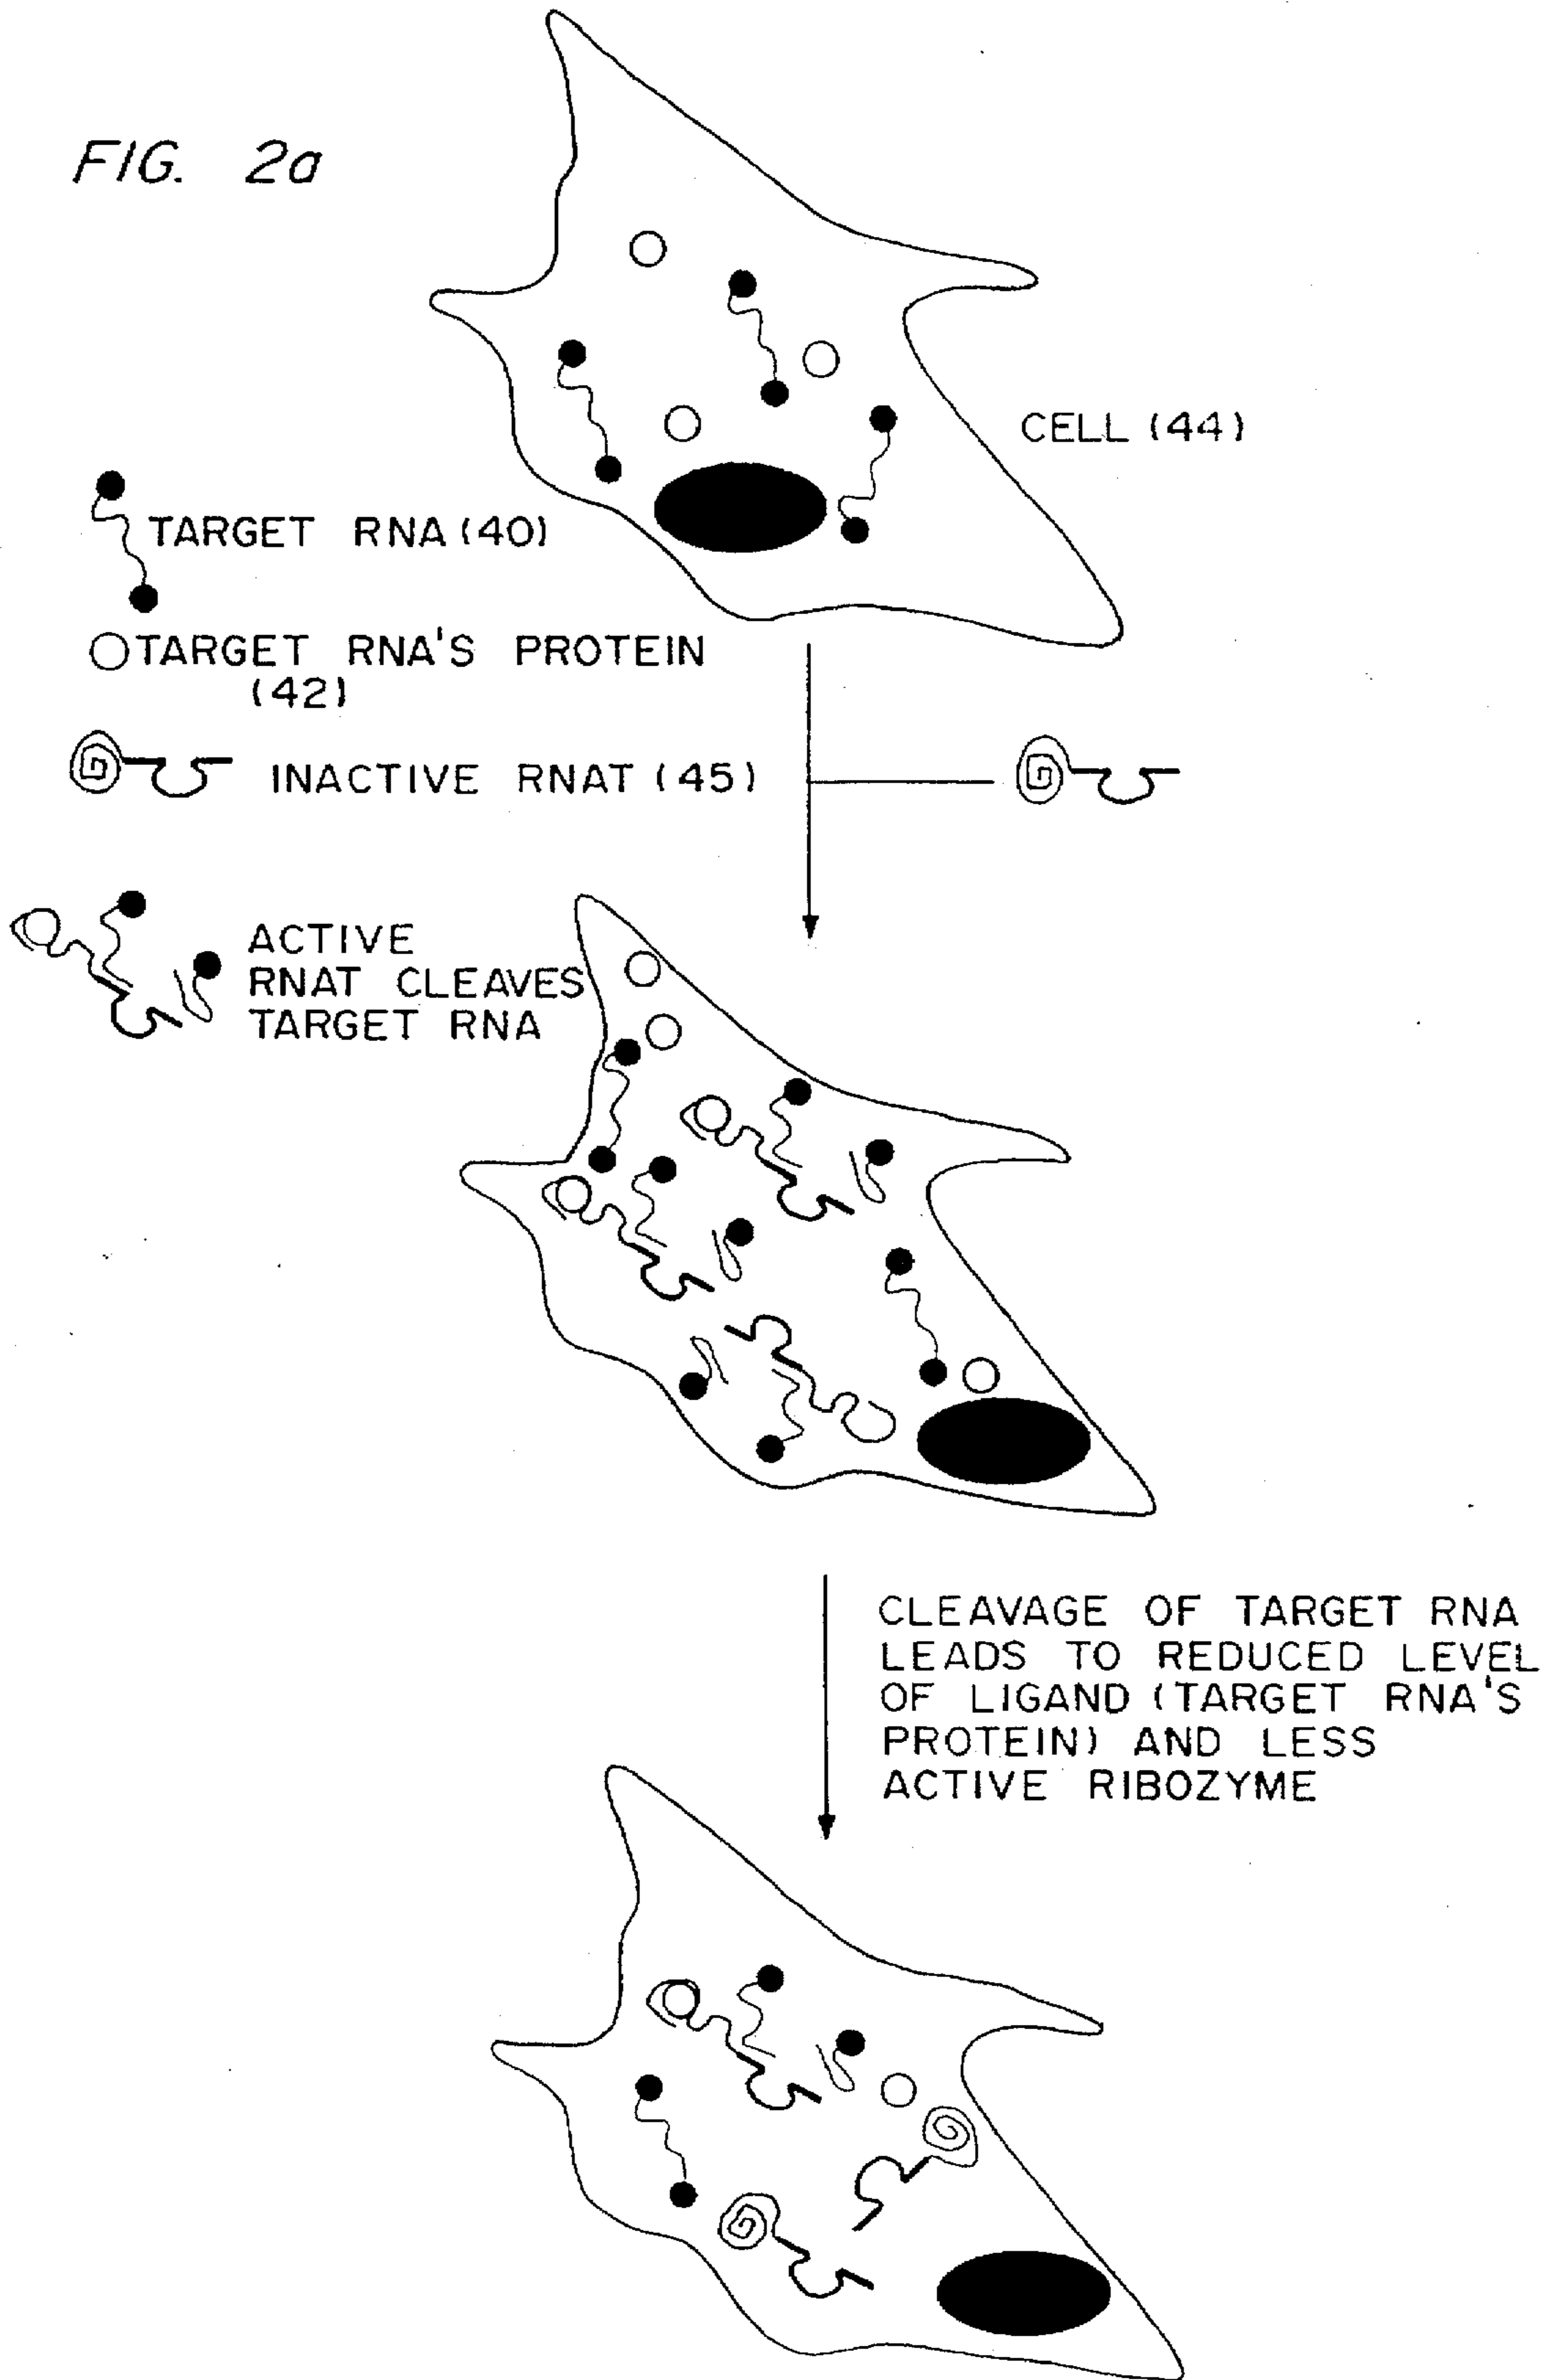 FIG. 2a
CELL (44)
TARGET RNA (40)
TARGET RNA'S PROTEIN
(42)
INACTIVE RNAT (45)
ACTIVE
RNAT CLEAVES
TARGET RNA
CLEAVAGE OF TARGET RNA
LEADS TO REDUCED LEVEL
OF LIGAND (TARGET RNA'S
PROTEIN) AND LESS
ACTIVE RIBOZYME